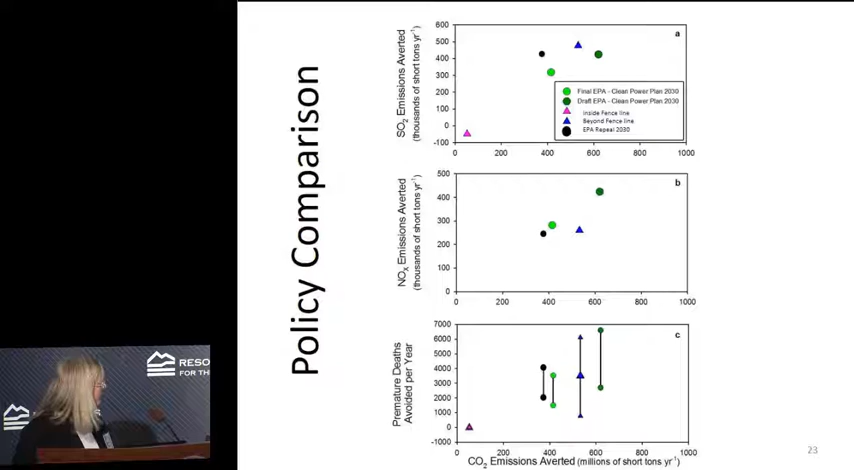 Policy Comparison
SO2 Emissions Averted
(thousands of short tons yr-1)
600
500
400
300
200
100
0
-100
a
Final EPA - Clean Power Plan 2030
Draft EPA - Clean Power Plan 2030
Inside Fence line
Beyond Fence line
EPA Repeal 2030
0 200 400 600 800 1000
NOx Emissions Averted
(thousands of short tons yr-1)
500
400
300
200
100
0
b
0 200 400 600 800 1000
Premature Deaths
Avoided per Year
7000
6000
5000
4000
3000
2000
1000
0
-1000
c
0 200 400 600 800 1000
CO2 Emissions Averted (millions of short tons yr-1)
23
RESO
FOR TH